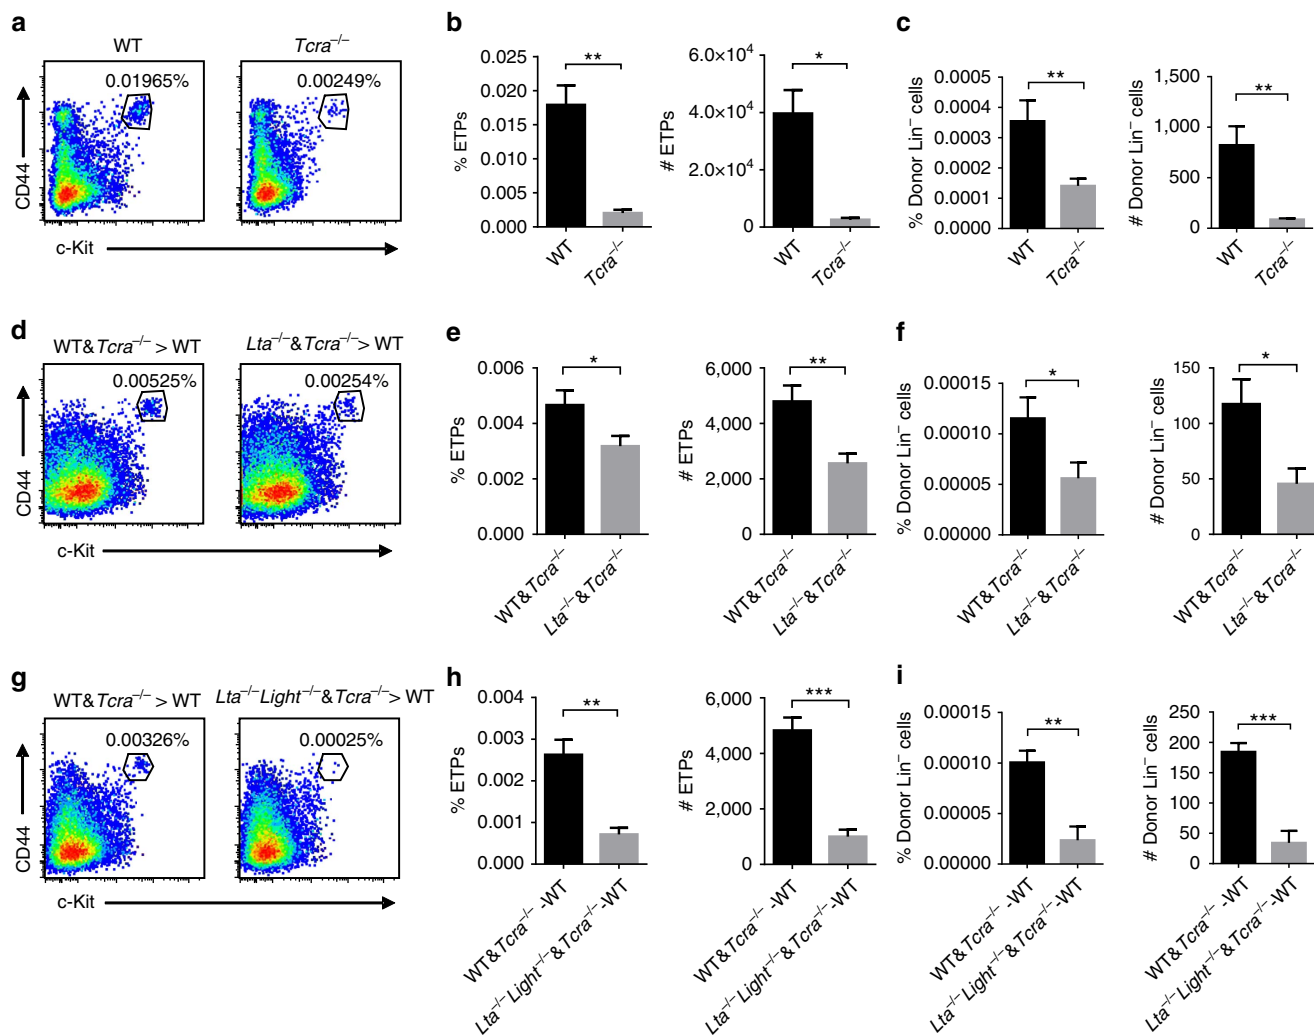 a
WT
Tcra⁻/⁻
0.01965%
0.00249%
CD44
c-Kit
b
% ETPs
0.025
0.020
0.015
0.010
0.005
0.000
**
WT
Tcra⁻/⁻
# ETPs
6.0×10⁴
4.0×10⁴
2.0×10⁴
0
*
WT
Tcra⁻/⁻
c
% Donor Lin⁻ cells
0.0005
0.0004
0.0003
0.0002
0.0001
0.0000
**
WT
Tcra⁻/⁻
# Donor Lin⁻ cells
1,500
1,000
500
0
**
WT
Tcra⁻/⁻
d
WT&Tcra⁻/⁻ > WT
Lta⁻/⁻&Tcra⁻/⁻> WT
0.00525%
0.00254%
CD44
c-Kit
e
% ETPs
0.006
0.004
0.002
0.000
*
WT&Tcra⁻/⁻
Lta⁻/⁻&Tcra⁻/⁻
# ETPs
6,000
4,000
2,000
0
**
WT&Tcra⁻/⁻
Lta⁻/⁻&Tcra⁻/⁻
f
% Donor Lin⁻ cells
0.00015
0.00010
0.00005
0.00000
*
WT&Tcra⁻/⁻
Lta⁻/⁻&Tcra⁻/⁻
# Donor Lin⁻ cells
150
100
50
0
*
WT&Tcra⁻/⁻
Lta⁻/⁻&Tcra⁻/⁻
g
WT&Tcra⁻/⁻ > WT
Lta⁻/⁻Light⁻/⁻&Tcra⁻/⁻> WT
0.00326%
0.00025%
CD44
c-Kit
h
% ETPs
0.004
0.003
0.002
0.001
0.000
**
WT&Tcra⁻/⁻ -WT
Lta⁻/⁻Light⁻/⁻&Tcra⁻/⁻-WT
# ETPs
6,000
4,000
2,000
0
***
WT&Tcra⁻/⁻ -WT
Lta⁻/⁻Light⁻/⁻&Tcra⁻/⁻-WT
i
% Donor Lin⁻ cells
0.00015
0.00010
0.00005
0.00000
**
WT&Tcra⁻/⁻ -WT
Lta⁻/⁻Light⁻/⁻&Tcra⁻/⁻-WT
# Donor Lin⁻ cells
250
200
150
100
50
0
***
WT&Tcra⁻/⁻ -WT
Lta⁻/⁻Light⁻/⁻&Tcra⁻/⁻-WT